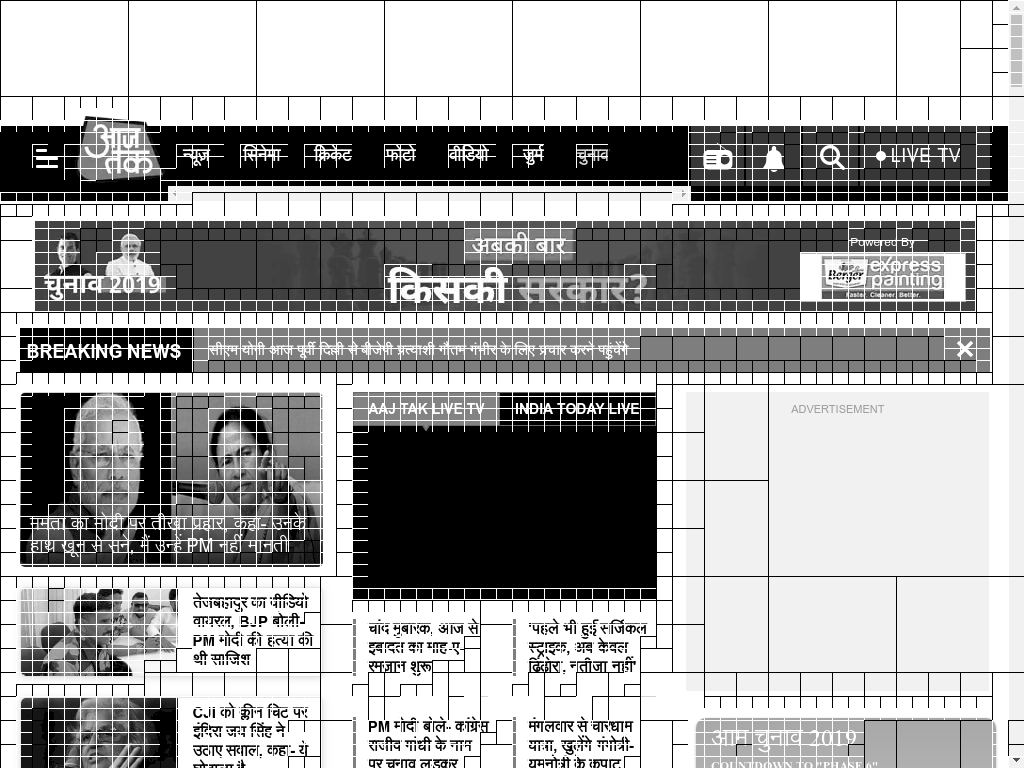 आज तक
न्यूज़ सिनेमा क्रिकेट फोटो वीडियो जुर्म चुनाव LIVE TV
अबकी बार
किसकी सरकार?
चुनाव 2019
Powered By
Berger express painting
Faster. Cleaner. Better.
BREAKING NEWS सीएम योगी आज पूर्वी दिल्ली से बीजेपी प्रत्याशी गौतम गंभीर के लिए प्रचार करने पहुंचेंगे
ममता का मोदी पर तीखा प्रहार, कहा- उनके
हाथ खून से सने, मैं उन्हें PM नहीं मानती
AAJ TAK LIVE TV INDIA TODAY LIVE
ADVERTISEMENT
तेजबहादुर का वीडियो
वायरल, BJP बोली-
PM मोदी की हत्या की
थी साजिश
चांद मुबारक, आज से
इबादत का माह-ए-
रमज़ान शुरू
'पहले भी हुई सर्जिकल
स्ट्राइक, अब केवल
ढिंढोरा, नतीजा नहीं'
CJI को क्लीन चिट पर
इंदिरा जय सिंह ने
उठाए सवाल, कहा- ये
PM मोदी बोले- कांग्रेस
राजीव गांधी के नाम
पर चुनाव लड़कर
मंगलवार से चारधाम
यात्रा, खुलेंगे गंगोत्री-
यमुनोत्री के कपाट
आम चुनाव 2019
COUNTDOWN TO "PHASE 6"